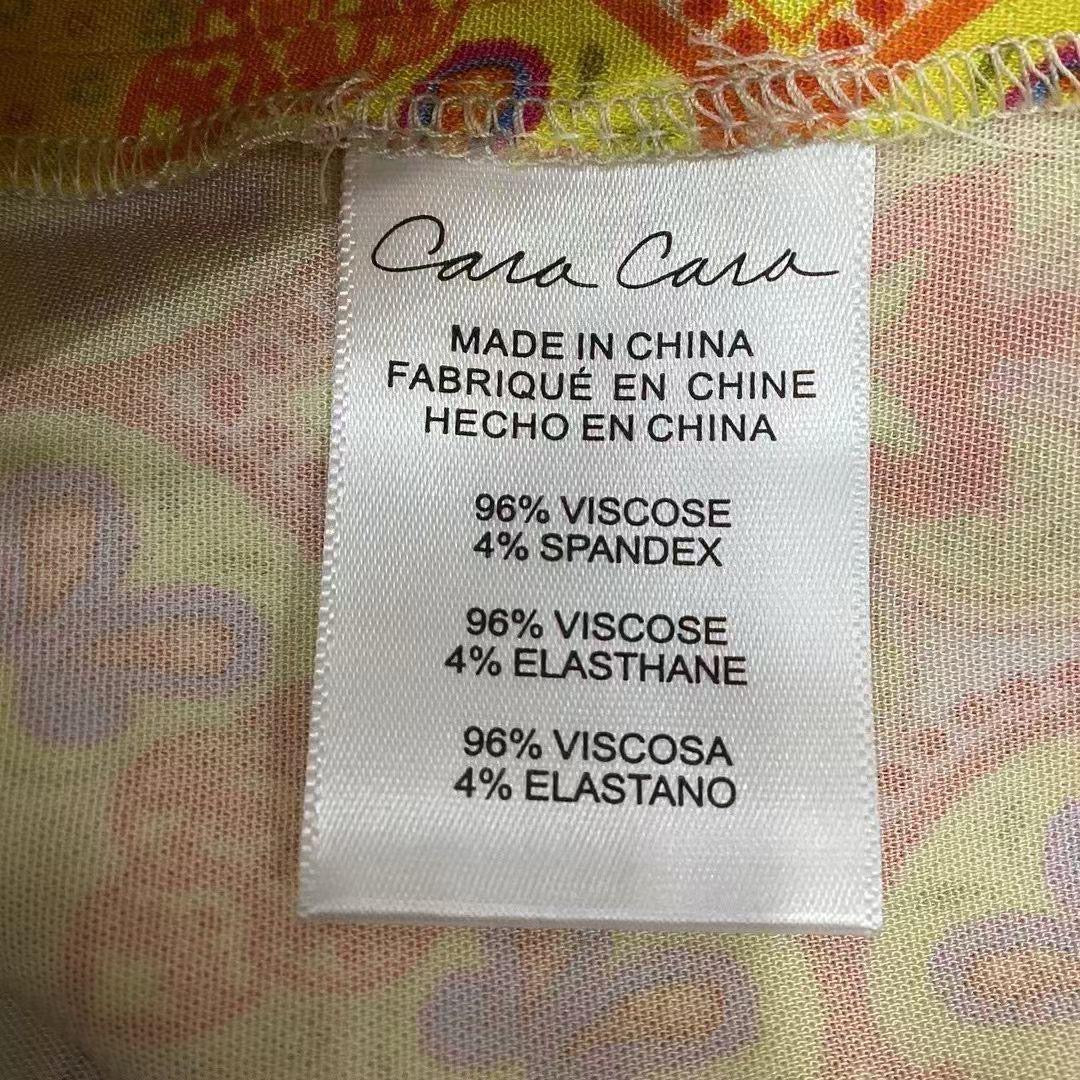 Cara Cara
MADE IN CHINA
FABRIQUÉ EN CHINE
HECHO EN CHINA
96% VISCOSE
4% SPANDEX
96% VISCOSE
4% ELASTHANE
96% VISCOSA
4% ELASTANO